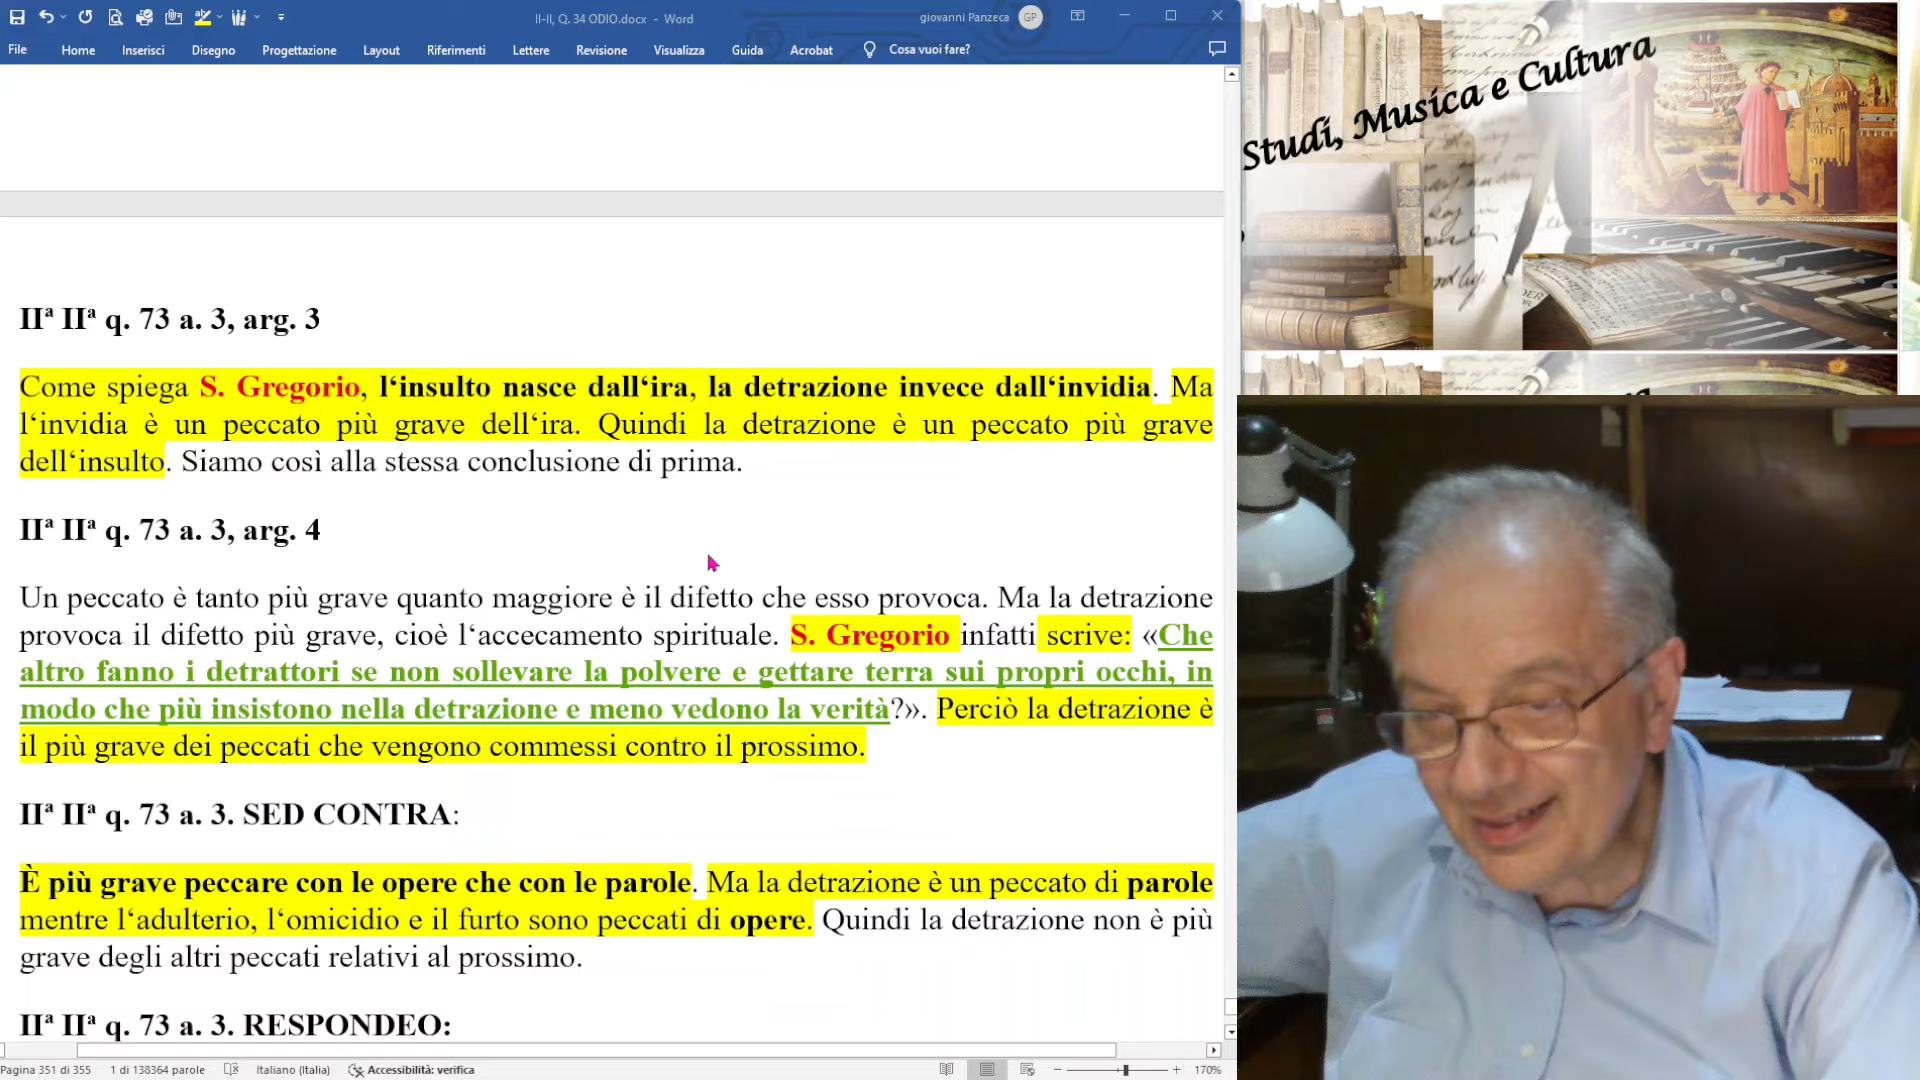 II-II, Q. 34 ODIO.docx - Word
giovanni Panzeca GP
File Home Inserisci Disegno Progettazione Layout Riferimenti Lettere Revisione Visualizza Guida Acrobat Cosa vuoi fare?
Studi, Musica e Cultura
IIª IIª q. 73 a. 3, arg. 3
Come spiega S. Gregorio, l‘insulto nasce dall‘ira, la detrazione invece dall‘invidia. Ma
l‘invidia è un peccato più grave dell‘ira. Quindi la detrazione è un peccato più grave
dell‘insulto. Siamo così alla stessa conclusione di prima.
IIª IIª q. 73 a. 3, arg. 4
Un peccato è tanto più grave quanto maggiore è il difetto che esso provoca. Ma la detrazione
provoca il difetto più grave, cioè l‘accecamento spirituale. S. Gregorio infatti scrive: «Che
altro fanno i detrattori se non sollevare la polvere e gettare terra sui propri occhi, in
modo che più insistono nella detrazione e meno vedono la verità?». Perciò la detrazione è
il più grave dei peccati che vengono commessi contro il prossimo.
IIª IIª q. 73 a. 3. SED CONTRA:
È più grave peccare con le opere che con le parole. Ma la detrazione è un peccato di parole
mentre l‘adulterio, l‘omicidio e il furto sono peccati di opere. Quindi la detrazione non è più
grave degli altri peccati relativi al prossimo.
IIª IIª q. 73 a. 3. RESPONDEO:
Pagina 351 di 355 1 di 138364 parole Italiano (Italia) Accessibilità: verifica 170%